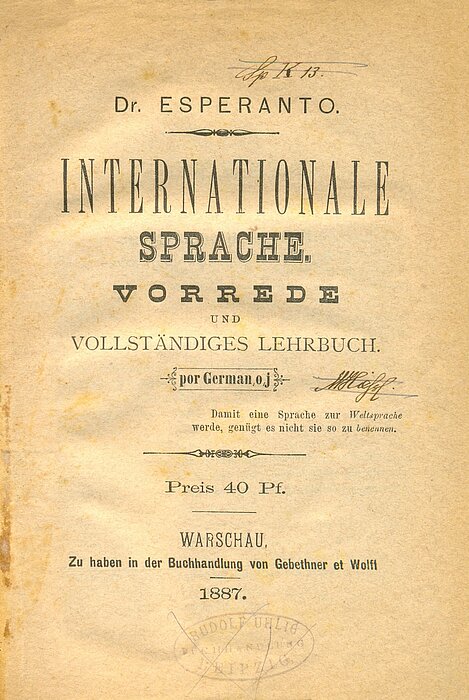 Sp K 13.
Dr. ESPERANTO.
INTERNATIONALE
SPRACHE.
VORREDE
UND
VOLLSTÄNDIGES LEHRBUCH.
por German,o,j
Damit eine Sprache zur Weltsprache
werde, genügt es nicht sie so zu benennen.
Preis 40 Pf.
WARSCHAU,
Zu haben in der Buchhandlung von Gebethner et Wolff
1887.
RUDOLF UHLIG
LEIPZIG.